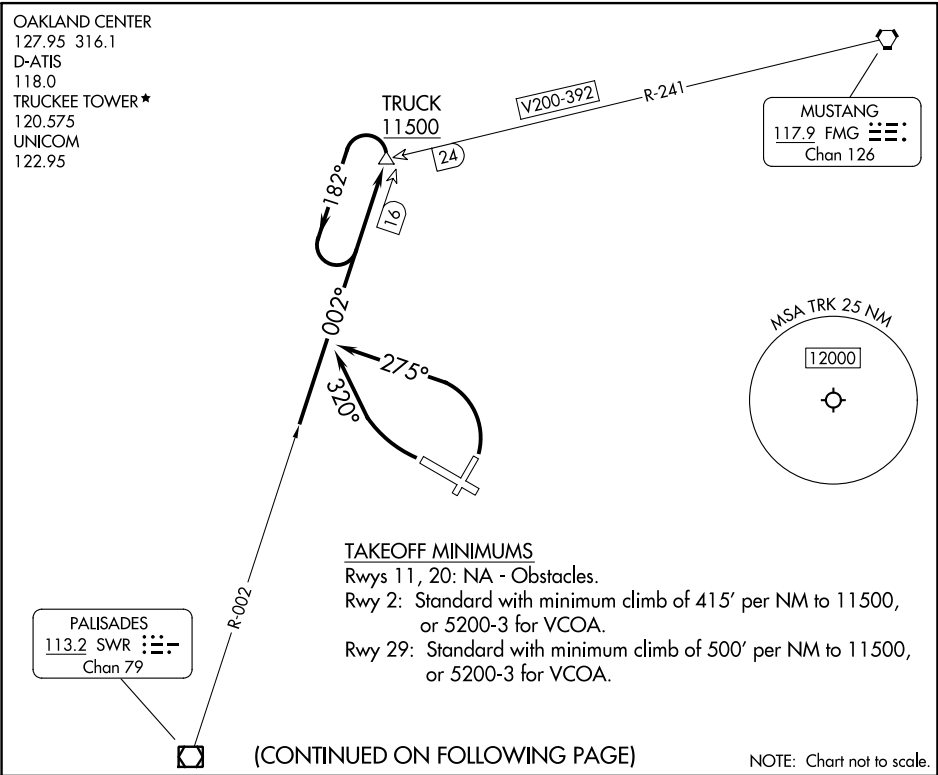 OAKLAND CENTER
127.95 316.1
D-ATIS
118.0
TRUCKEE TOWER★
120.575
UNICOM
122.95
TRUCK
11500
V200-392
R-241
24
MUSTANG
117.9 FMG
Chan 126
182°
16
002°
275°
320°
MSA TRK 25 NM
12000
R-002
TAKEOFF MINIMUMS
Rwys 11, 20: NA - Obstacles.
Rwy 2: Standard with minimum climb of 415' per NM to 11500,
or 5200-3 for VCOA.
Rwy 29: Standard with minimum climb of 500' per NM to 11500,
or 5200-3 for VCOA.
PALISADES
113.2 SWR
Chan 79
(CONTINUED ON FOLLOWING PAGE)
NOTE: Chart not to scale.